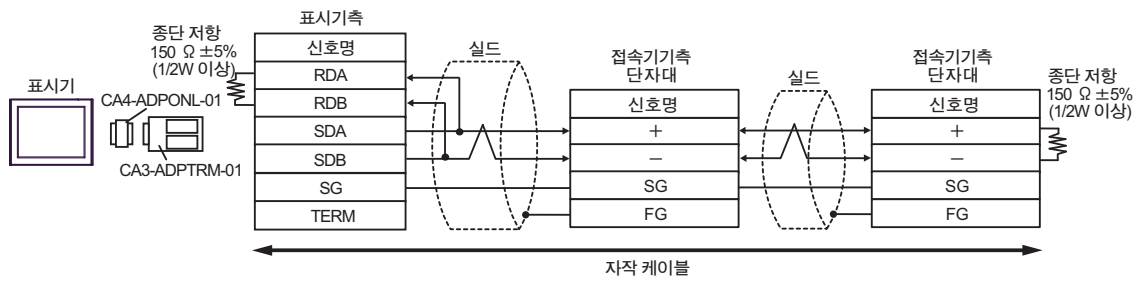 표시기
CA4-ADPONL-01
CA3-ADPTRM-01
종단 저항
150 Ω ±5%
(1/2W 이상)
표시기측
신호명
RDA
RDB
SDA
SDB
SG
TERM
실드
접속기기측
단자대
신호명
+
−
SG
FG
실드
접속기기측
단자대
신호명
+
−
SG
FG
종단 저항
150 Ω ±5%
(1/2W 이상)
자작 케이블